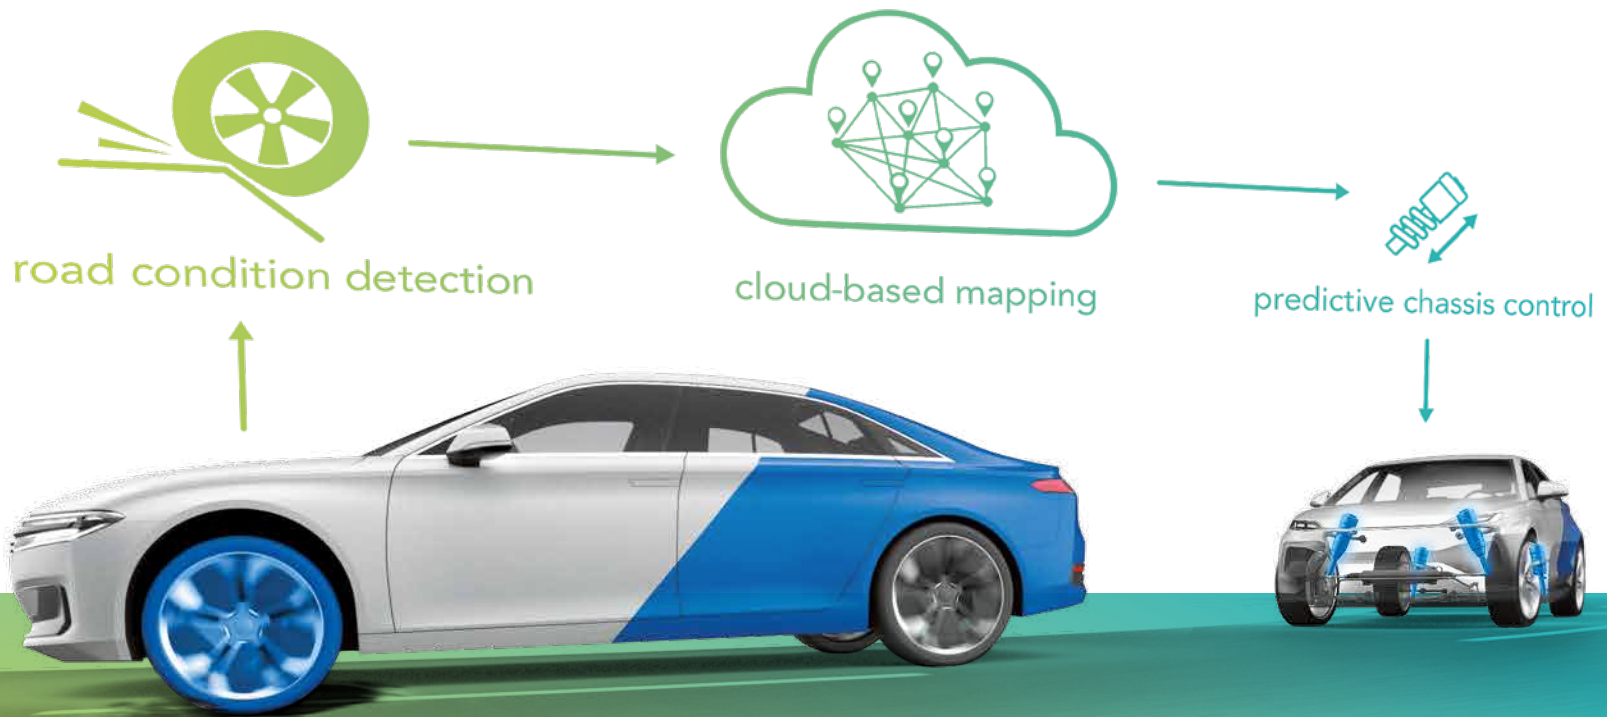 road condition detection
cloud-based mapping
predictive chassis control